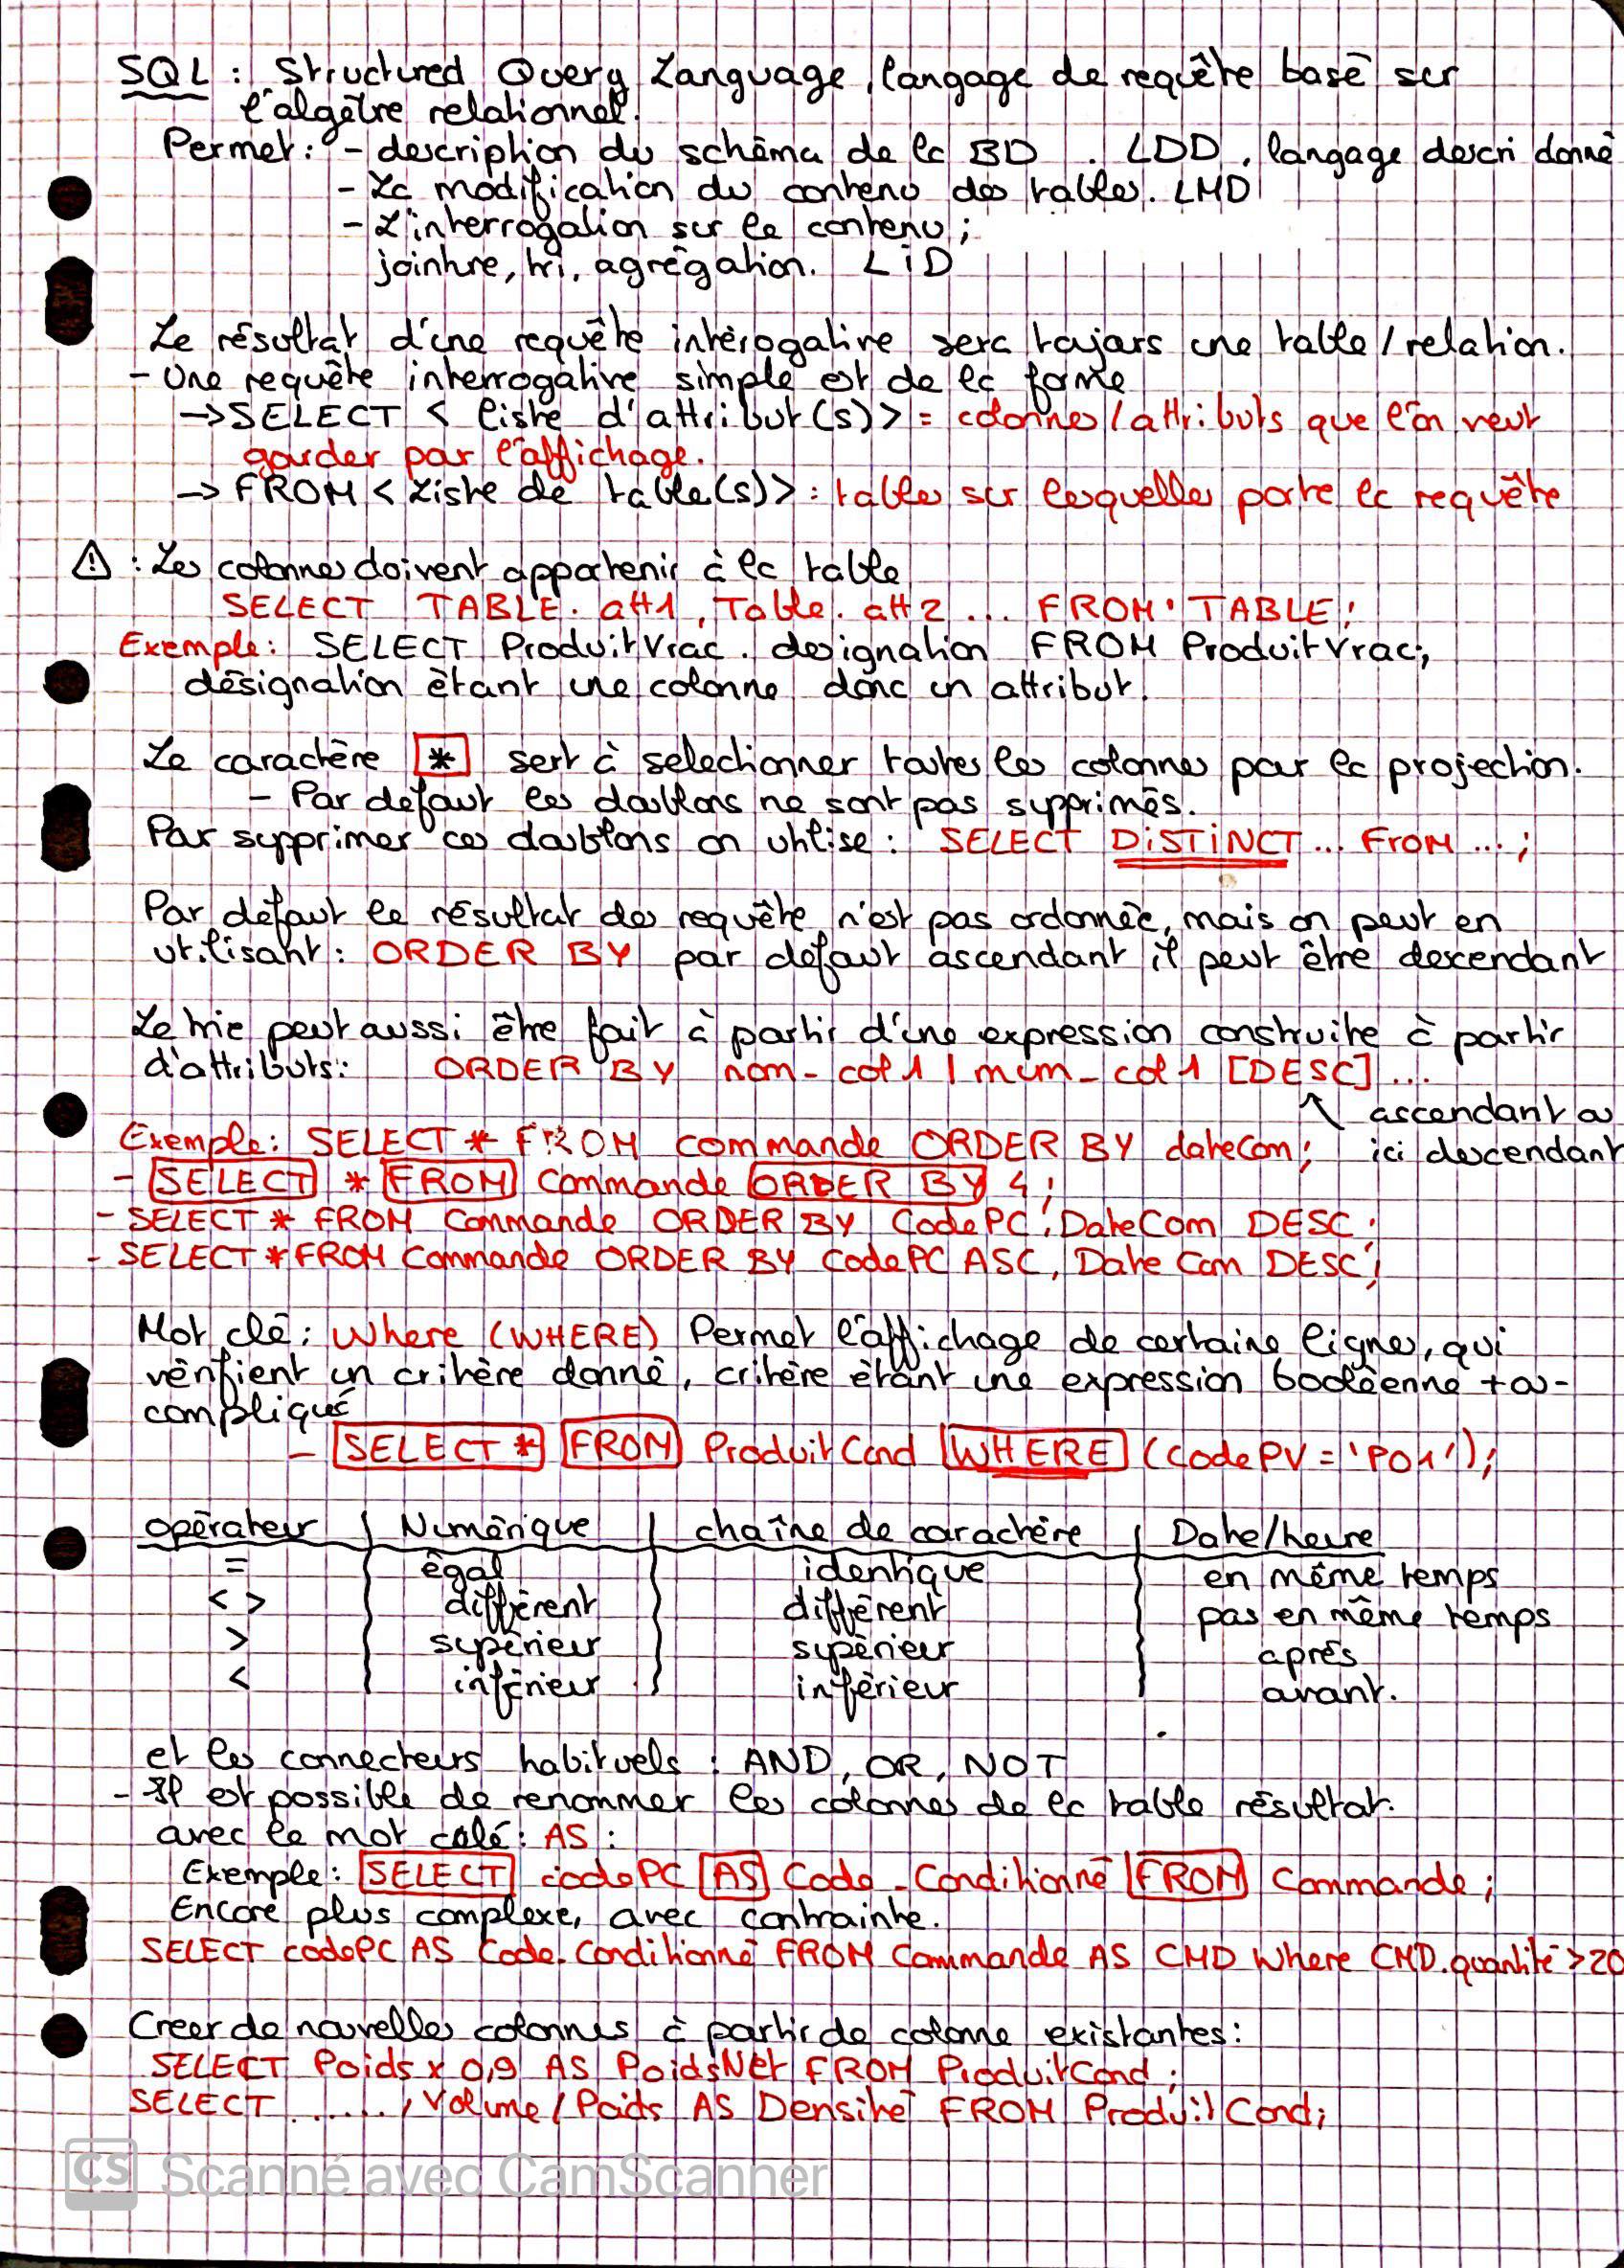 SQL : Structured Query Language, langage de requête basé sur
l'algèbre relationnel.
Permet : - description du schéma de la BD . LDD, langage descri donné
- La modification du contenu des tables. LMD
- L'interrogation sur le contenu ;
jointure, tri, agrégation. LiD
Le résultat d'une requête intérogative sera toujours une table / relation.
- Une requête interrogative simple est de la forme
→ SELECT < liste d'attribut(s) > = colonnes / attributs que l'on veut
garder pour l'affichage.
→ FROM < Liste de table(s) > : tables sur lesquelles porte la requête
⚠ : Les colonnes doivent appartenir à la table
SELECT TABLE. att1, Table. att2 ... FROM TABLE;
Exemple : SELECT ProduitVrac. designation FROM ProduitVrac;
désignation étant une colonne donc un attribut.
Le caractère * sert à selectionner toutes les colonnes pour la projection.
- Par défaut les doublons ne sont pas supprimés.
Pour supprimer ces doublons on utilise : SELECT DiSTiNCT ... FroM ... ;
Par défaut le résultat des requête n'est pas ordonnée, mais on peut en
utilisant : ORDER BY par défaut ascendant il peut être descendant
Le trie peut aussi être fait à partir d'une expression construite à partir
d'attributs : ORDER BY nom-col1 | num-col1 [DESC] ...
↖ ascendant ou
Exemple : SELECT * FROM commande ORDER BY dateCom; ici descendant
- SELECT * FROM Commande ORDER BY 4;
- SELECT * FROM Commande ORDER BY CodePC, DateCom DESC;
- SELECT * FROM Commande ORDER BY CodePC ASC, Date Com DESC;
Mot clé : Where (WHERE) Permet l'affichage de certaine lignes, qui
vérifient un critère donné, critère étant une expression booléenne + ou -
compliqué
- SELECT * FROM ProduitCond WHERE (codePV = 'P01');
opérateur | Numérique | chaîne de caractère | Date/heure
= égal identique en même temps
< > différent différent pas en même temps
> supérieur supérieur après
< inférieur inférieur avant.
et les connecteurs habituels : AND, OR, NOT
- Il est possible de renommer les colonnes de la table résultat.
avec le mot clé : AS :
Exemple : SELECT codePC AS Code_Conditionné FROM Commande ;
Encore plus complexe, avec contrainte.
SELECT codePC AS Code_Conditionné FROM Commande AS CMD Where CMD.quantité > 20
Creer de nouvelles colonnes à partir de colonne existantes :
SELECT Poids x 0,9 AS PoidsNet FROM ProduitCond ;
SELECT ......, Volume / Poids AS Densité FROM ProduitCond;
CS Scanné avec CamScanner